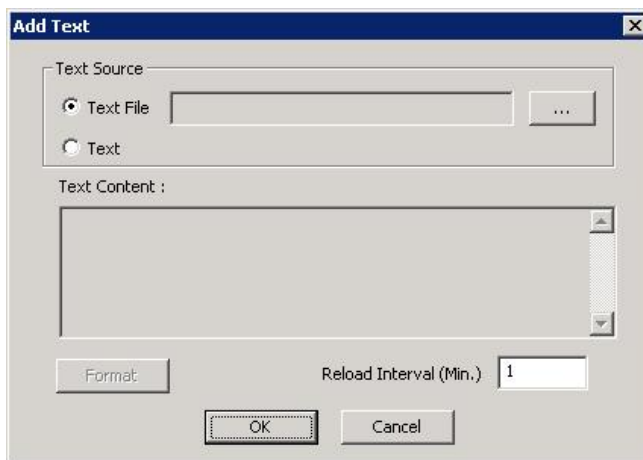 Add Text
Text Source
Text File
...
Text
Text Content :
Format
Reload Interval (Min.) 1
OK Cancel